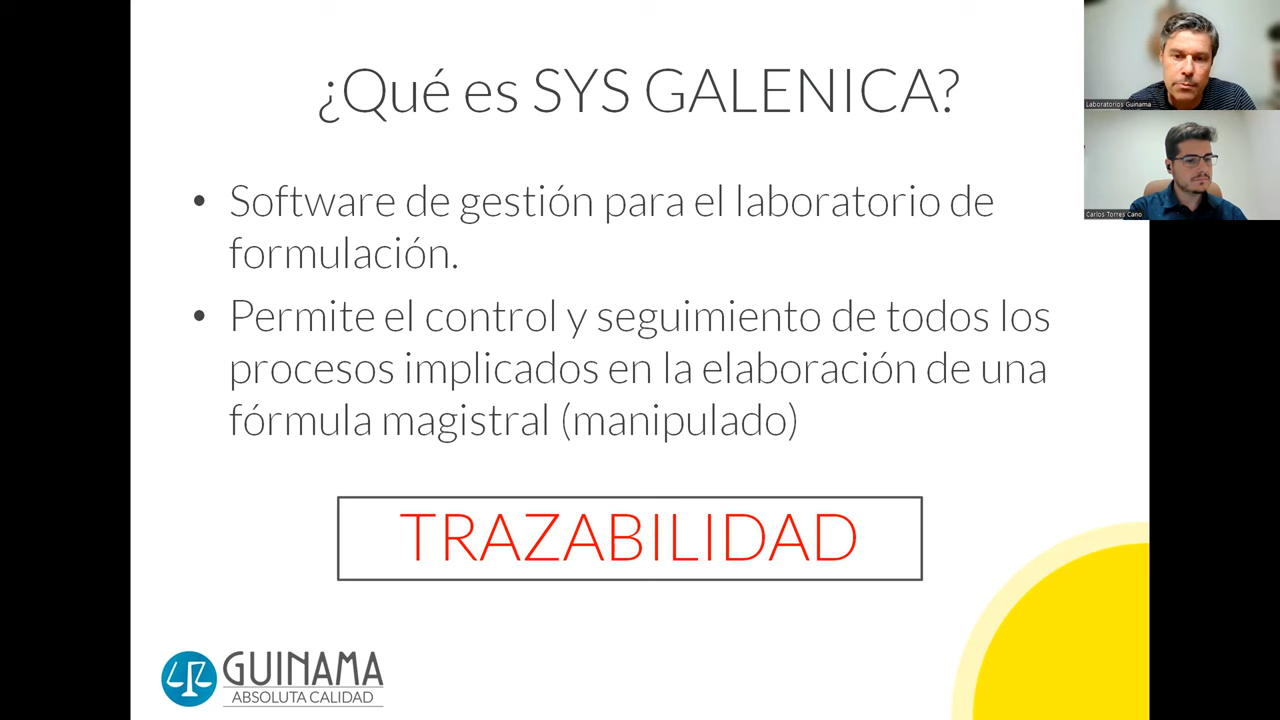 ¿Qué es SYS GALENICA?
• Software de gestión para el laboratorio de
formulación.
• Permite el control y seguimiento de todos los
procesos implicados en la elaboración de una
fórmula magistral (manipulado)
TRAZABILIDAD
GUINAMA
ABSOLUTA CALIDAD
Laboratorios Guinama
Carlos Torres Cano